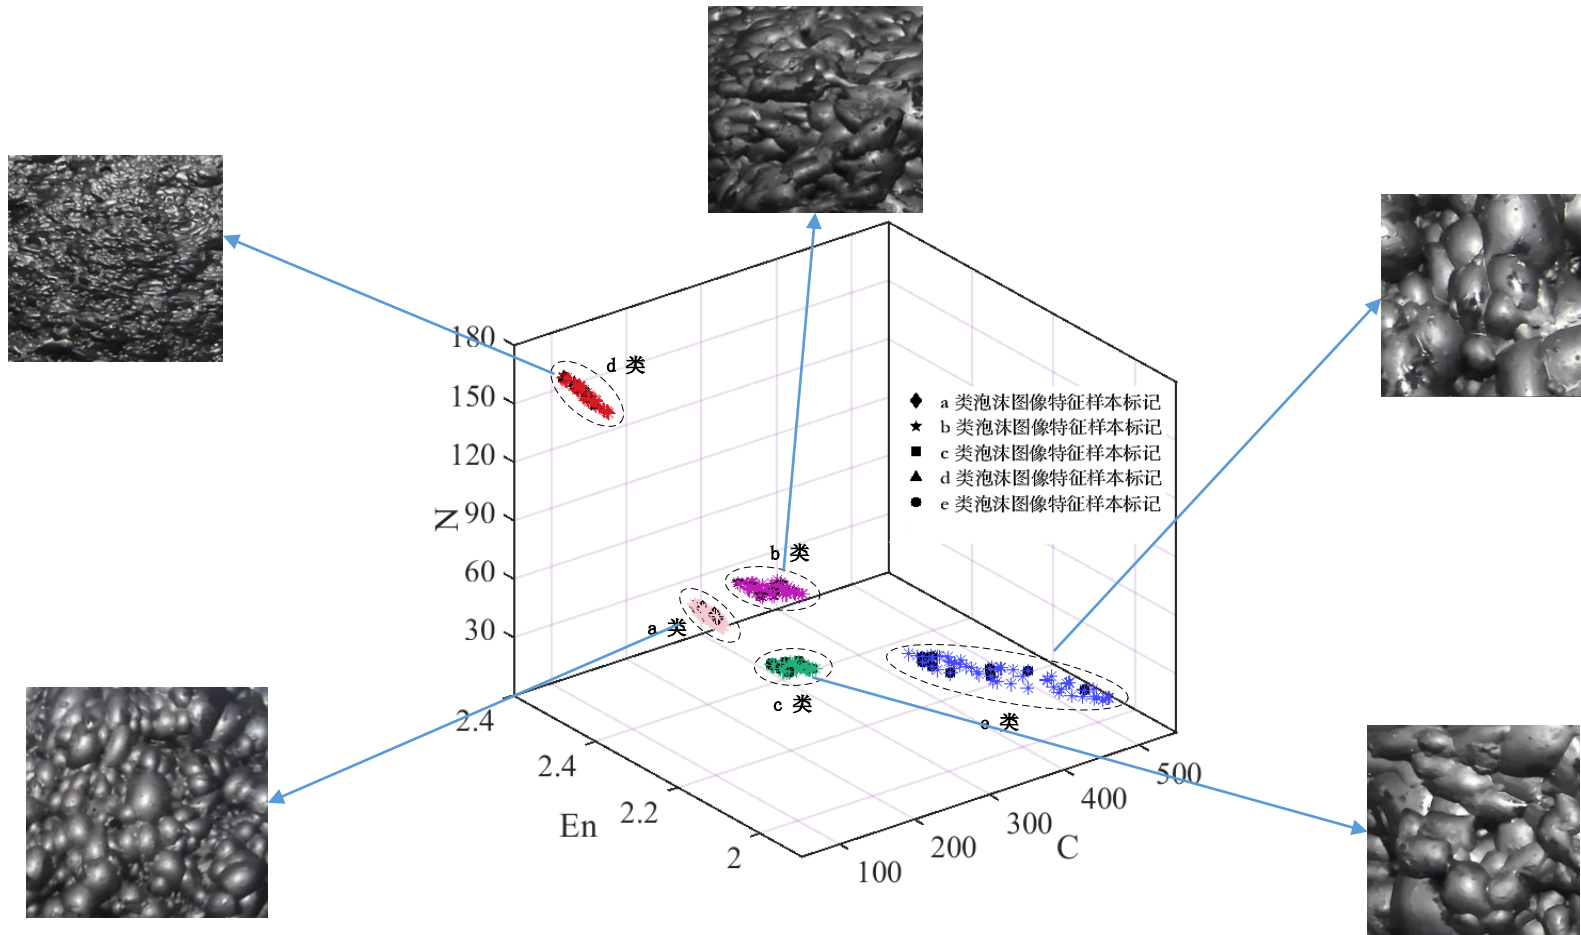 180
d 类
150
a 类泡沫图像特征样本标记
b 类泡沫图像特征样本标记
120
c 类泡沫图像特征样本标记
d 类泡沫图像特征样本标记
e 类泡沫图像特征样本标记
N
90
b 类
60
30
a 类
c 类
e 类
2.4
2.4
2.2
2
En
500
400
300
200
100
C